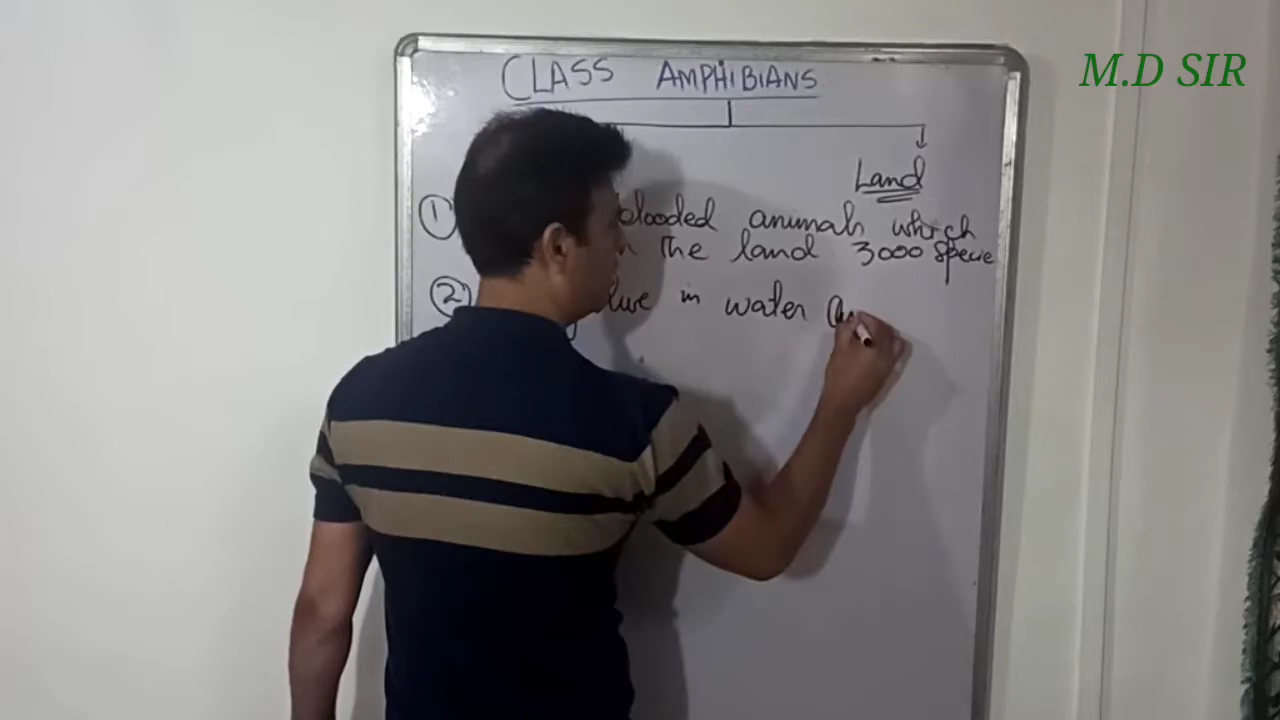 CLASS AMPHIBIANS
M.D SIR
Land
1 blooded animals which
the land 3000 specie
2 live in water